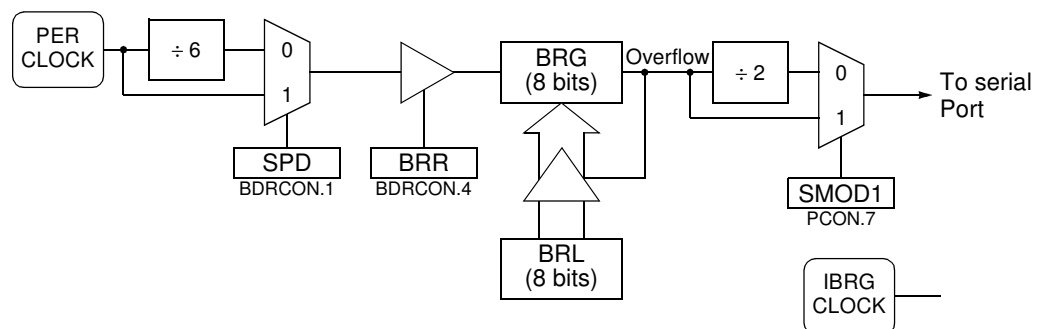 PER
CLOCK
÷ 6
0
1
SPD
BDRCON.1
BRR
BDRCON.4
BRG
(8 bits)
Overflow
÷ 2
0
1
To serial
Port
SMOD1
PCON.7
BRL
(8 bits)
IBRG
CLOCK